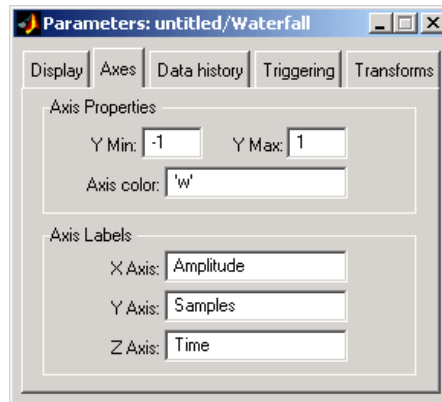 Parameters: untitled/Waterfall
Display Axes Data history Triggering Transforms
Axis Properties
Y Min: -1 Y Max: 1
Axis color: 'w'
Axis Labels
X Axis: Amplitude
Y Axis: Samples
Z Axis: Time